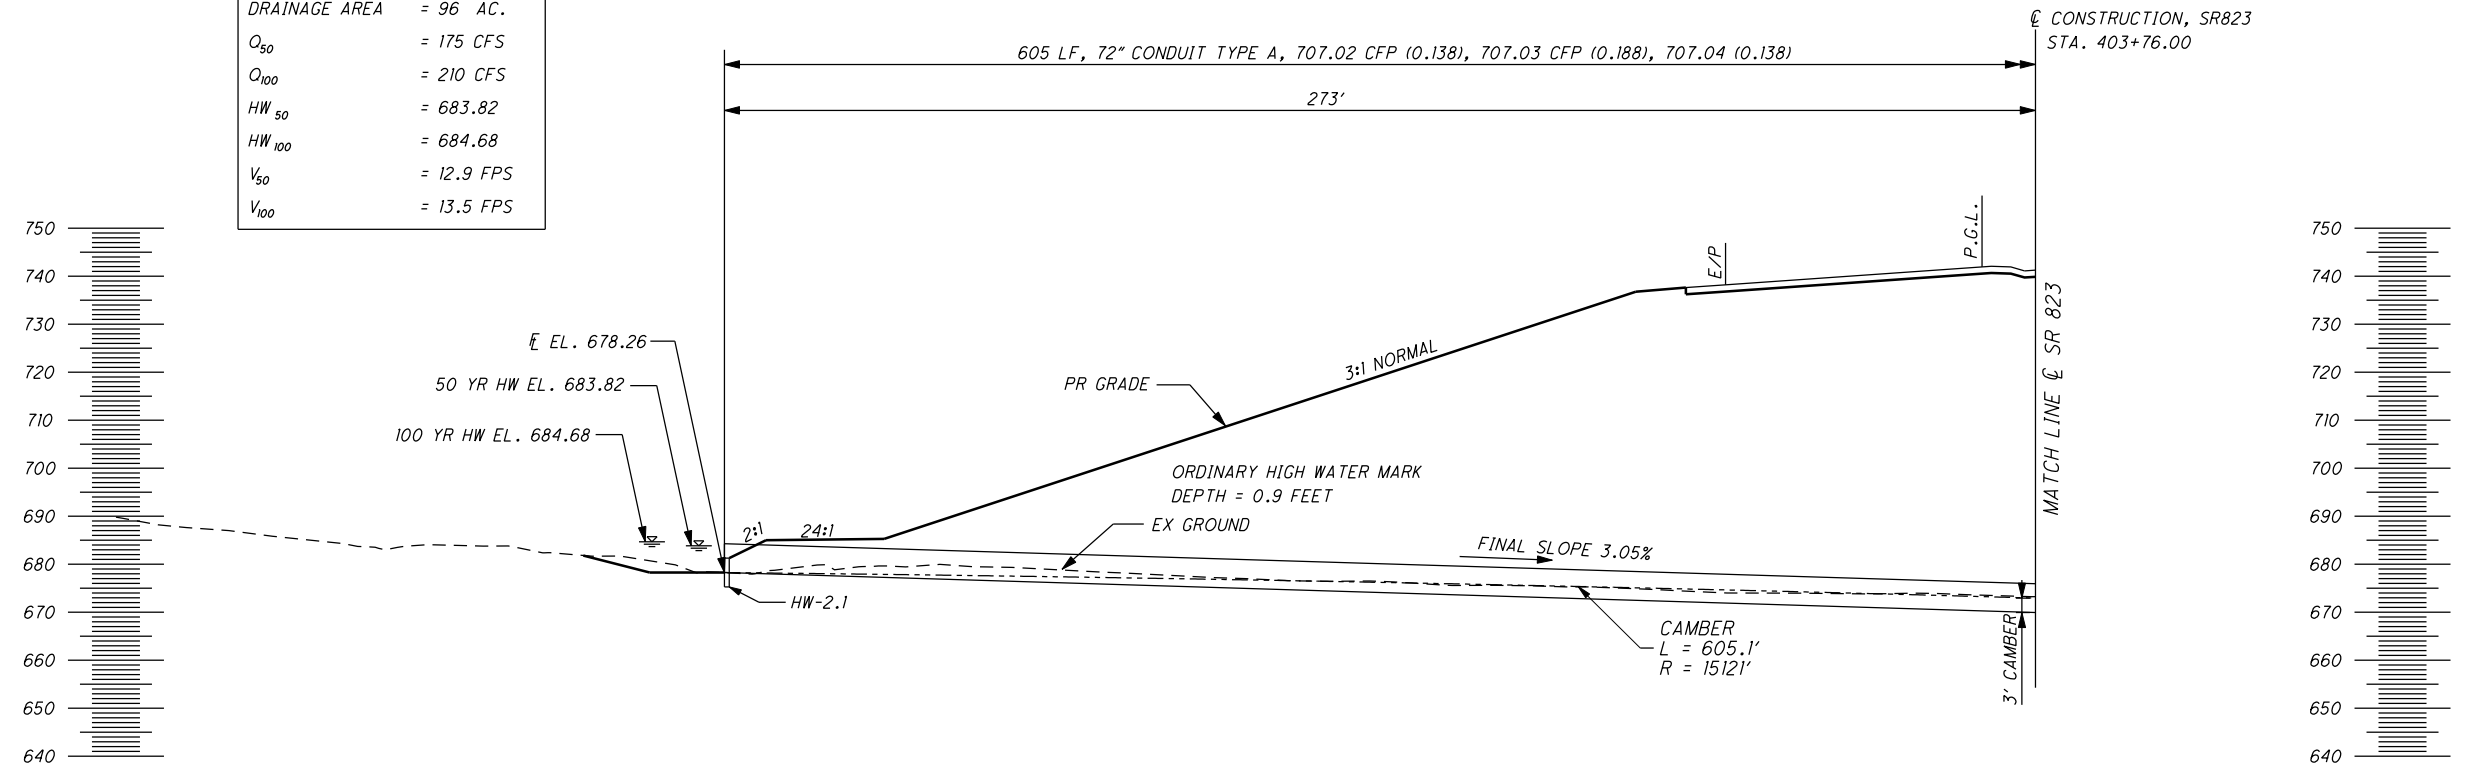 DRAINAGE AREA = 96 AC.
Q50 = 175 CFS
Q100 = 210 CFS
HW 50 = 683.82
HW 100 = 684.68
V50 = 12.9 FPS
V100 = 13.5 FPS
℄ CONSTRUCTION, SR823
STA. 403+76.00
605 LF, 72" CONDUIT TYPE A, 707.02 CFP (0.138), 707.03 CFP (0.188), 707.04 (0.138)
273'
750
740
730
720
710
700
690
680
670
660
650
640
EL. 678.26
50 YR HW EL. 683.82
100 YR HW EL. 684.68
2:1
24:1
HW-2.1
PR GRADE
3:1 NORMAL
E/P
P.G.L.
ORDINARY HIGH WATER MARK
DEPTH = 0.9 FEET
EX GROUND
FINAL SLOPE 3.05%
CAMBER
L = 605.1'
R = 15121'
3' CAMBER
MATCH LINE ℄ SR 823
750
740
730
720
710
700
690
680
670
660
650
640